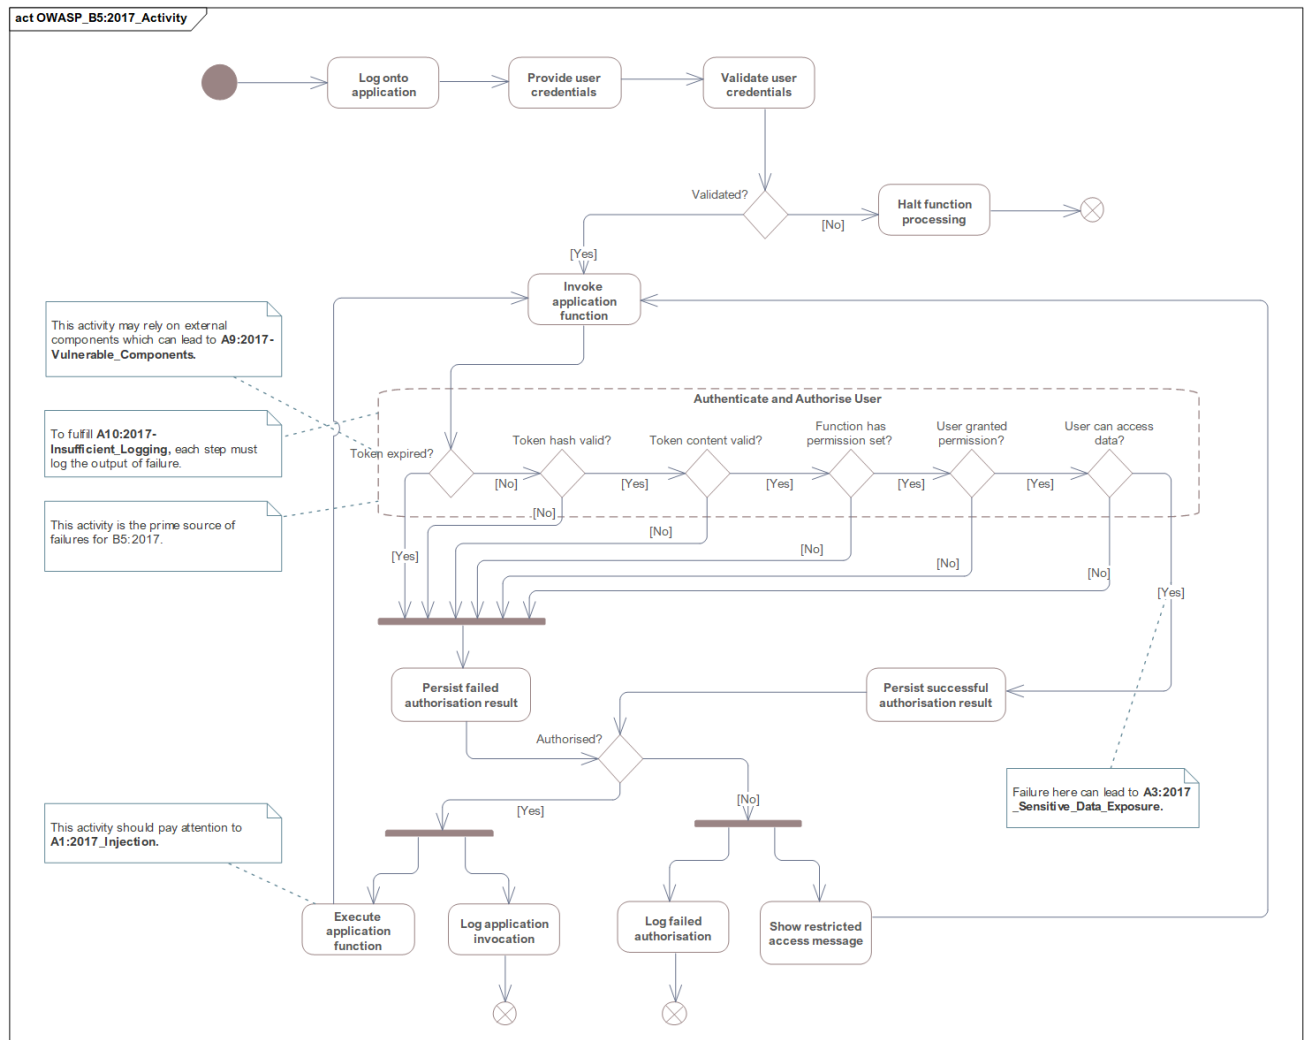 act OWASP_B5:2017_Activity
Log onto
application
Provide user
credentials
Validate user
credentials
Validated?
[No]
Halt function
processing
[Yes]
Invoke
application
function
This activity may rely on external
components which can lead to A9:2017-
Vulnerable_Components.
To fulfill A10:2017-
Insufficient_Logging, each step must
log the output of failure.
This activity is the prime source of
failures for B5:2017.
Authenticate and Authorise User
Token expired?
Token hash valid?
Token content valid?
Function has
permission set?
User granted
permission?
User can access
data?
[No]
[Yes]
[Yes]
[Yes]
[Yes]
[No]
[No]
[No]
[No]
[No]
[Yes]
[Yes]
Persist failed
authorisation result
Persist successful
authorisation result
Authorised?
[Yes]
[No]
Failure here can lead to A3:2017
_Sensitive_Data_Exposure.
This activity should pay attention to
A1:2017_Injection.
Execute
application
function
Log application
invocation
Log failed
authorisation
Show restricted
access message